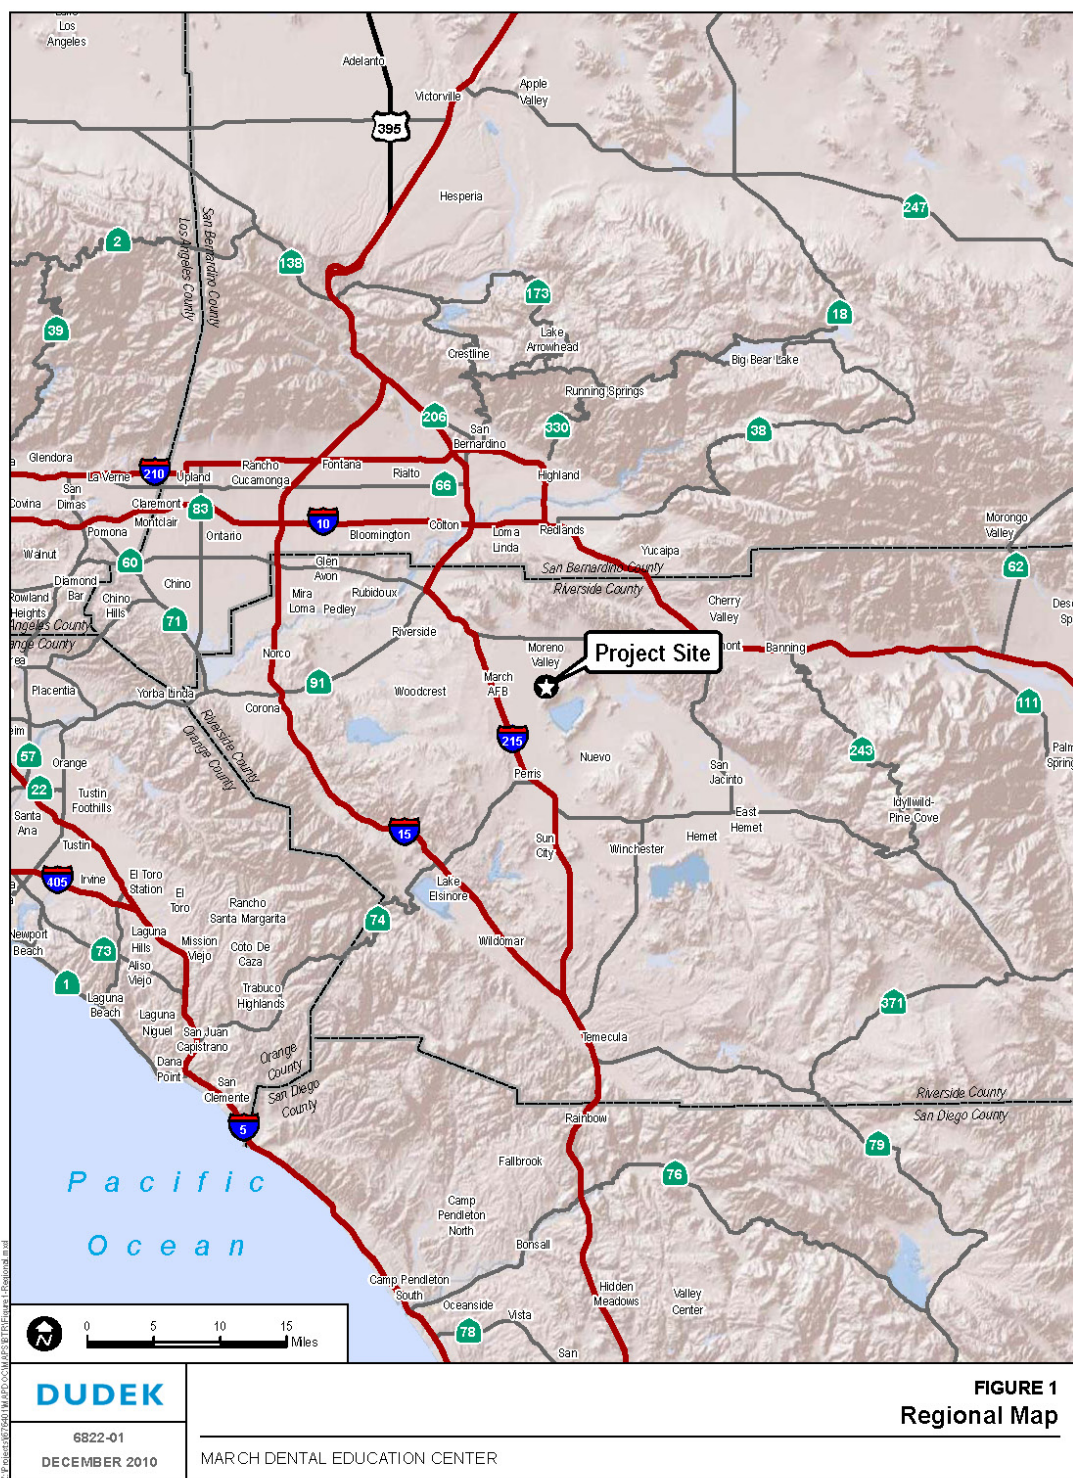 Los
Angeles
Adelanto
Victorville
Apple
Valley
395
Hesperia
247
2
San Bernardino County
Los Angeles County
138
173
18
39
Lake
Arrowhead
Crestline
Big Bear Lake
Running Springs
206
330
38
San
Bernardino
Glendora
La Verne
210
Upland
Rancho
Cucamonga
Fontana
Rialto
Highland
66
San
Dimas
Covina
Claremont
83
Montclair
Pomona
10
Ontario
Bloomington
Colton
Loma
Linda
Redlands
Morongo
Valley
Walnut
60
Glen
Avon
Yucaipa
San Bernardino County
Riverside County
62
Diamond
Bar
Chino
Rowland
Heights
Chino
Hills
Mira
Loma
Pedley
Rubidoux
Cherry
Valley
71
Riverside
Norco
Moreno
Valley
Project Site
Banning
Placentia
Yorba Linda
91
Woodcrest
March
AFB
Corona
111
Riverside County
Orange County
57
Orange
215
Nuevo
243
Perris
San
Jacinto
22
Tustin
Foothills
Santa
Ana
Tustin
15
Sun
City
Winchester
Hemet
East
Hemet
Idyllwild-
Pine Cove
405
Irvine
El Toro
Station
El
Toro
Rancho
Santa Margarita
Lake
Elsinore
74
Newport
Beach
73
Laguna
Hills
Mission
Viejo
Coto De
Caza
Wildomar
Aliso
Viejo
1
Laguna
Beach
Trabuco
Highlands
371
Laguna
Niguel
San Juan
Capistrano
Temecula
Dana
Point
San
Clemente
Orange
County
San Diego
County
Riverside County
San Diego County
5
Rainbow
79
Fallbrook
76
Pacific
Ocean
Camp
Pendleton
North
Bonsall
Camp Pendleton
South
Oceanside
Hidden
Meadows
Valley
Center
Vista
78
San
N
0 5 10 15
Miles
DUDEK
6822-01
DECEMBER 2010
FIGURE 1
Regional Map
MARCH DENTAL EDUCATION CENTER